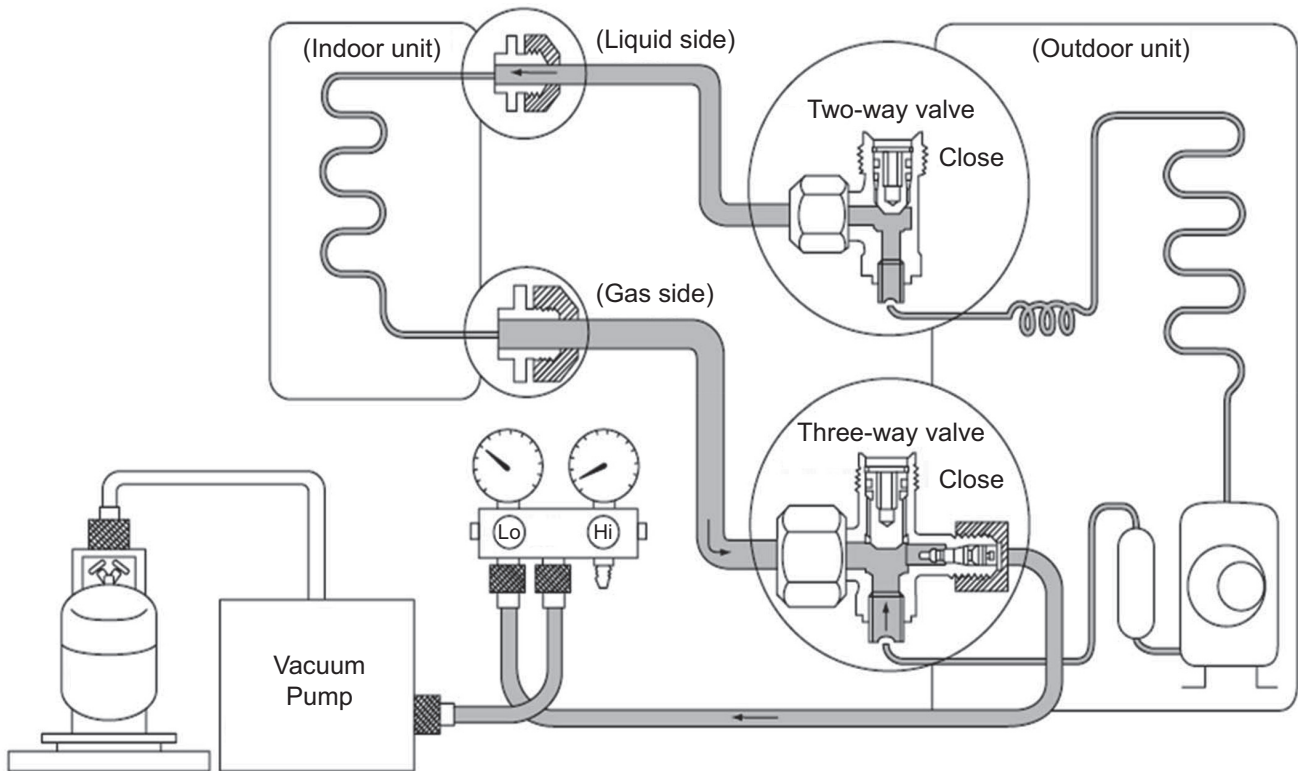 (Indoor unit)
(Liquid side)
(Outdoor unit)
Two-way valve
Close
(Gas side)
Three-way valve
Close
Lo
Hi
Vacuum
Pump